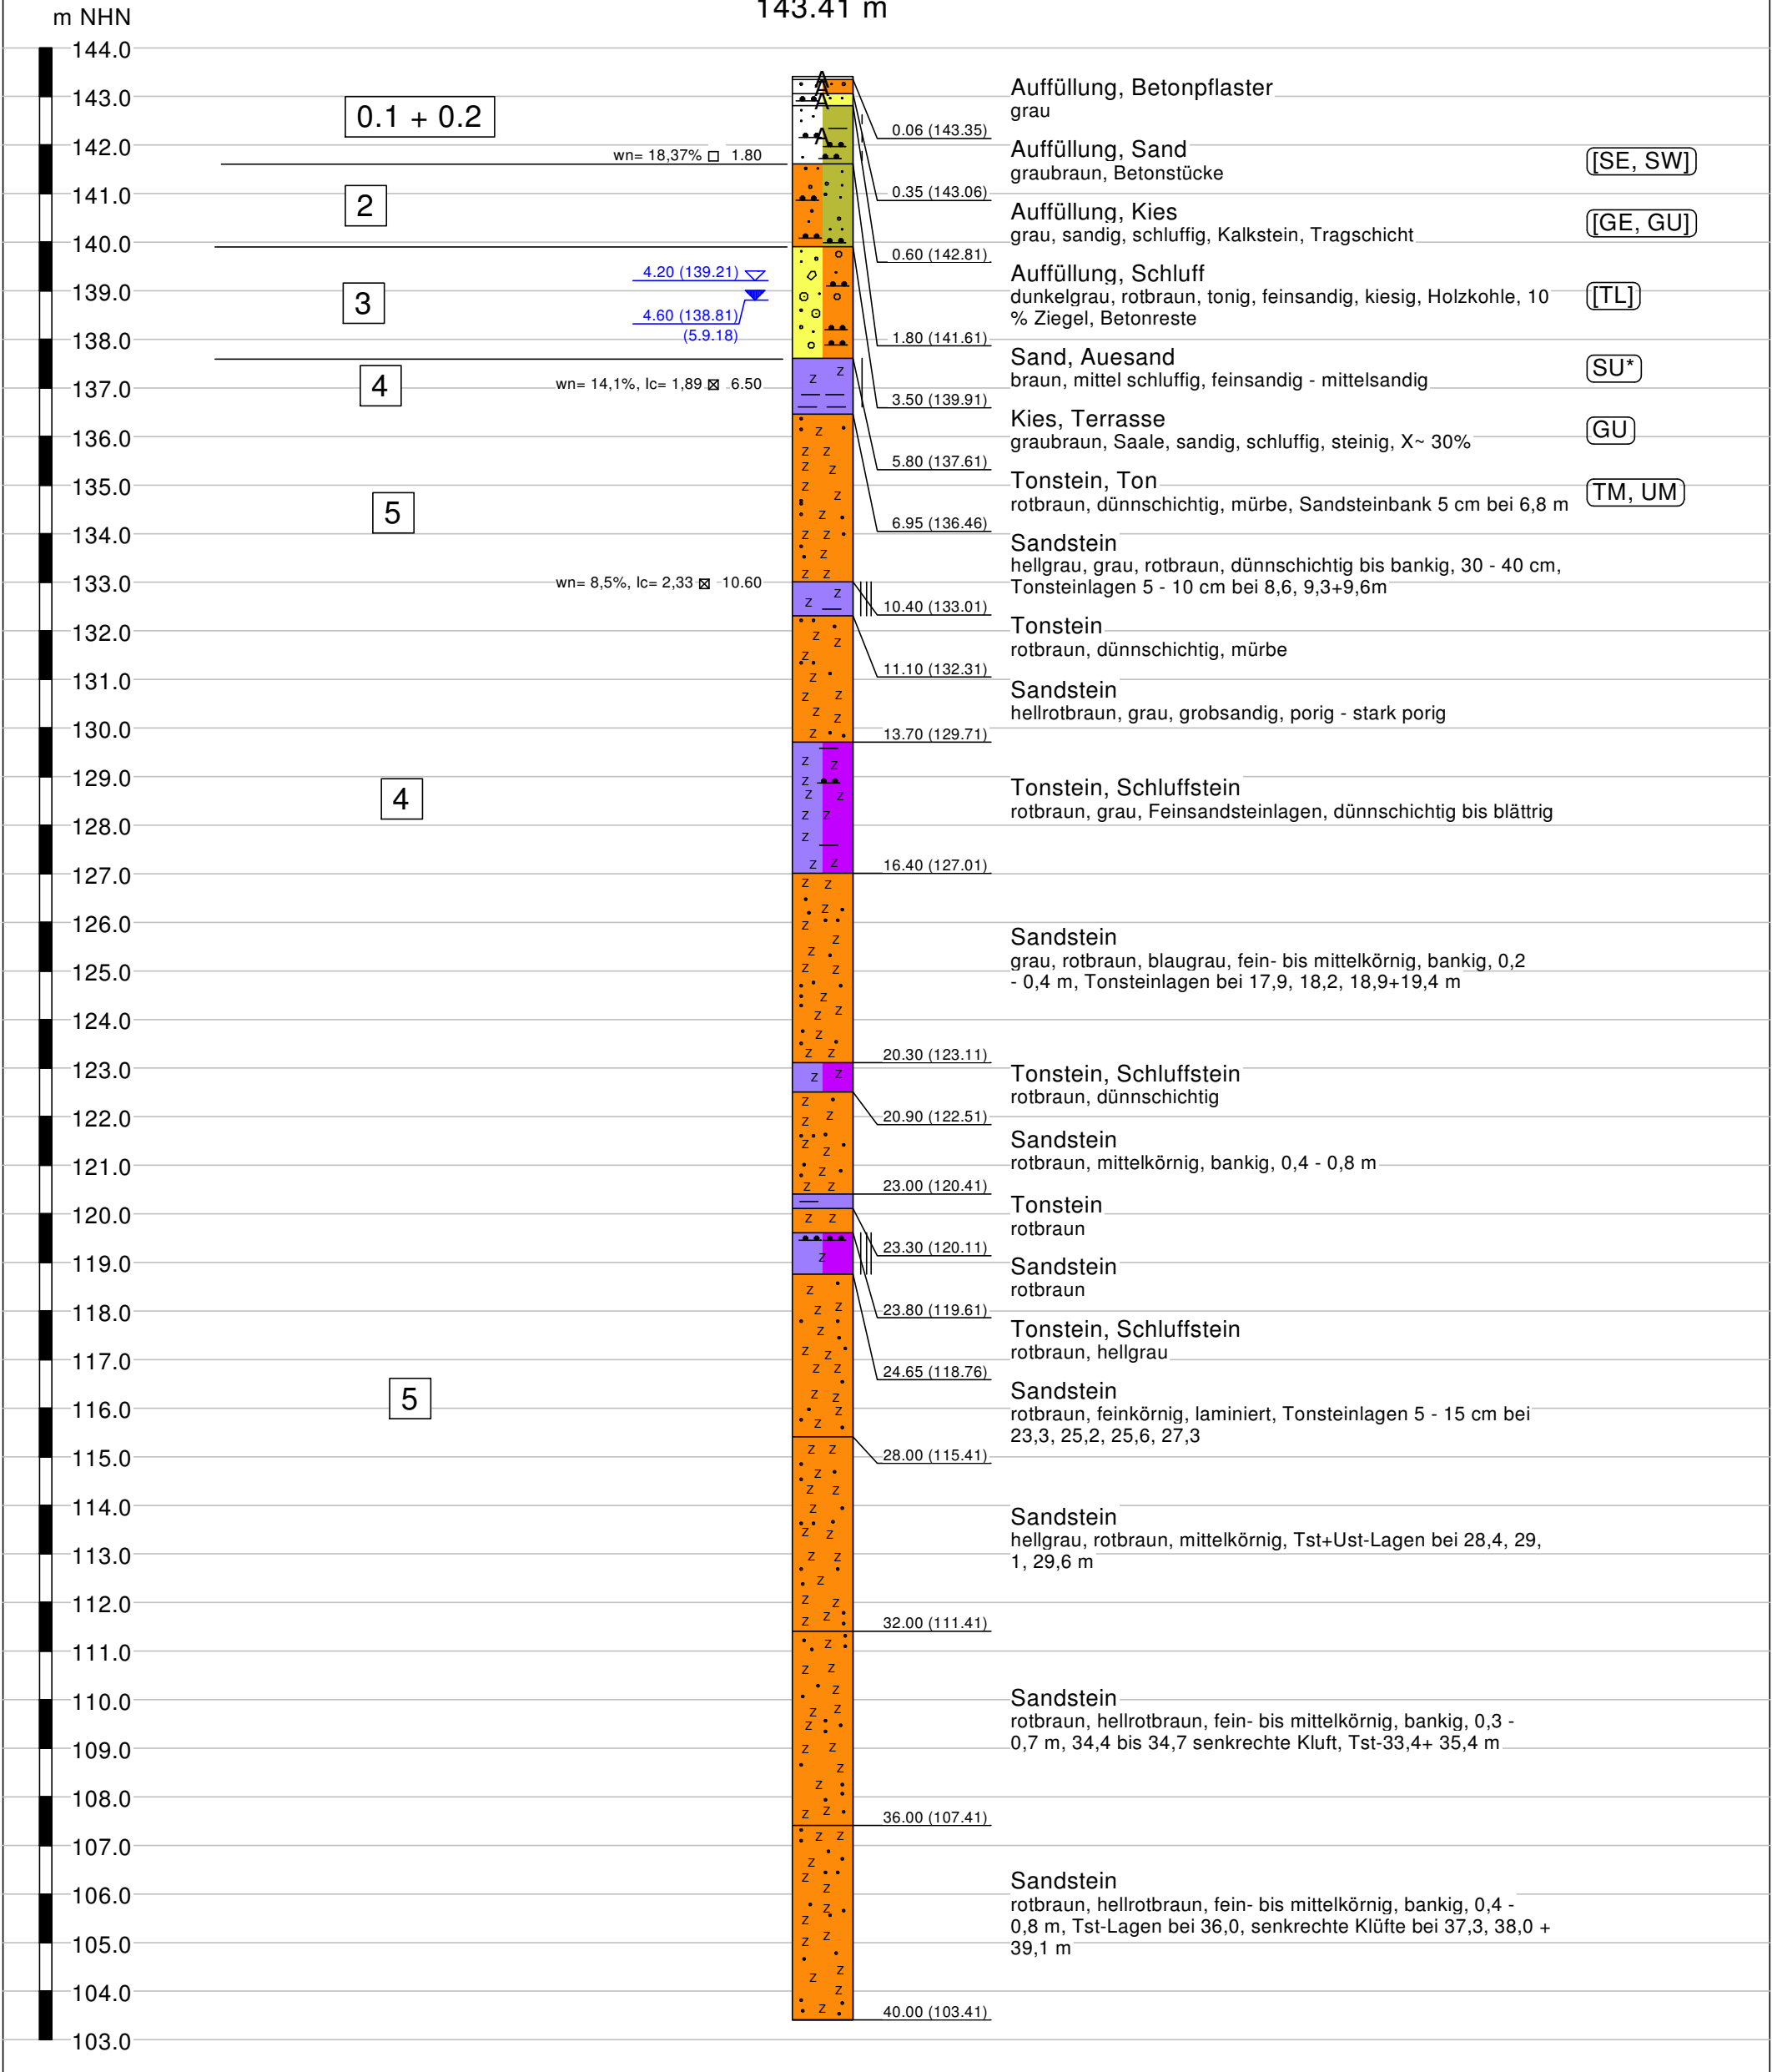 143.41 m
m NHN
144.0
143.0
142.0
141.0
140.0
139.0
138.0
137.0
136.0
135.0
134.0
133.0
132.0
131.0
130.0
129.0
128.0
127.0
126.0
125.0
124.0
123.0
122.0
121.0
120.0
119.0
118.0
117.0
116.0
115.0
114.0
113.0
112.0
111.0
110.0
109.0
108.0
107.0
106.0
105.0
104.0
103.0
0.1 + 0.2
2
3
4
5
4
5
wn= 18,37% 1.80
4.20 (139.21)
4.60 (138.81)
(5.9.18)
wn= 14,1%, Ic= 1,89 6.50
wn= 8,5%, Ic= 2,33 10.60
A
A
A
A
0.06 (143.35)
0.35 (143.06)
0.60 (142.81)
1.80 (141.61)
3.50 (139.91)
5.80 (137.61)
6.95 (136.46)
10.40 (133.01)
11.10 (132.31)
13.70 (129.71)
16.40 (127.01)
20.30 (123.11)
20.90 (122.51)
23.00 (120.41)
23.30 (120.11)
23.80 (119.61)
24.65 (118.76)
28.00 (115.41)
32.00 (111.41)
36.00 (107.41)
40.00 (103.41)
Auffüllung, Betonpflaster
grau
Auffüllung, Sand
graubraun, Betonstücke
[SE, SW]
Auffüllung, Kies
grau, sandig, schluffig, Kalkstein, Tragschicht
[GE, GU]
Auffüllung, Schluff
dunkelgrau, rotbraun, tonig, feinsandig, kiesig, Holzkohle, 10
% Ziegel, Betonreste
[TL]
Sand, Auesand
braun, mittel schluffig, feinsandig - mittelsandig
SU*
Kies, Terrasse
graubraun, Saale, sandig, schluffig, steinig, X~ 30%
GU
Tonstein, Ton
rotbraun, dünnschichtig, mürbe, Sandsteinbank 5 cm bei 6,8 m
TM, UM
Sandstein
hellgrau, grau, rotbraun, dünnschichtig bis bankig, 30 - 40 cm,
Tonsteinlagen 5 - 10 cm bei 8,6, 9,3+9,6m
Tonstein
rotbraun, dünnschichtig, mürbe
Sandstein
hellrotbraun, grau, grobsandig, porig - stark porig
Tonstein, Schluffstein
rotbraun, grau, Feinsandsteinlagen, dünnschichtig bis blättrig
Sandstein
grau, rotbraun, blaugrau, fein- bis mittelkörnig, bankig, 0,2
- 0,4 m, Tonsteinlagen bei 17,9, 18,2, 18,9+19,4 m
Tonstein, Schluffstein
rotbraun, dünnschichtig
Sandstein
rotbraun, mittelkörnig, bankig, 0,4 - 0,8 m
Tonstein
rotbraun
Sandstein
rotbraun
Tonstein, Schluffstein
rotbraun, hellgrau
Sandstein
rotbraun, feinkörnig, laminiert, Tonsteinlagen 5 - 15 cm bei
23,3, 25,2, 25,6, 27,3
Sandstein
hellgrau, rotbraun, mittelkörnig, Tst+Ust-Lagen bei 28,4, 29,
1, 29,6 m
Sandstein
rotbraun, hellrotbraun, fein- bis mittelkörnig, bankig, 0,3 -
0,7 m, 34,4 bis 34,7 senkrechte Kluft, Tst-33,4+ 35,4 m
Sandstein
rotbraun, hellrotbraun, fein- bis mittelkörnig, bankig, 0,4 -
0,8 m, Tst-Lagen bei 36,0, senkrechte Klüfte bei 37,3, 38,0 +
39,1 m